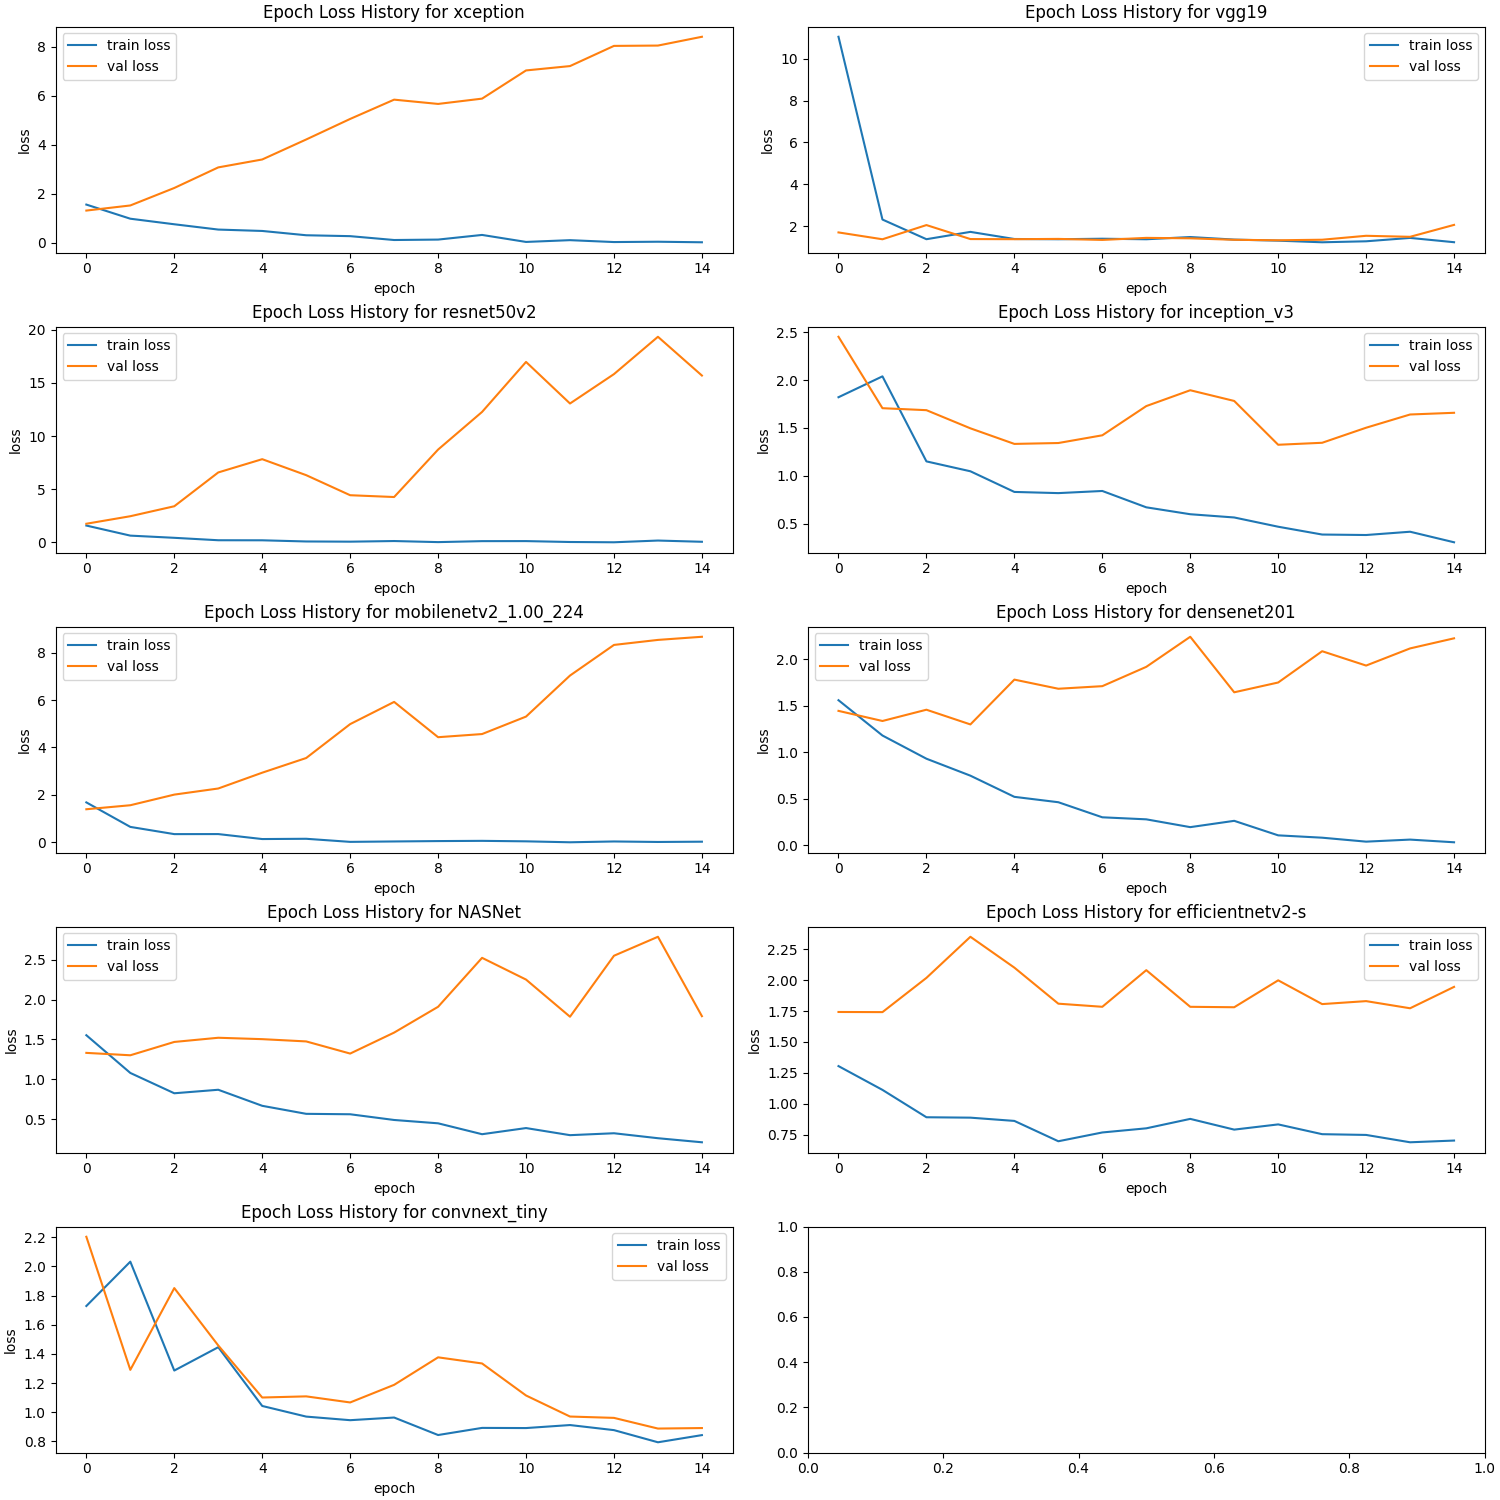 Epoch Loss History for xception
train loss
val loss
8
6
4
2
0
loss
0 2 4 6 8 10 12 14
epoch
Epoch Loss History for vgg19
train loss
val loss
10
8
6
4
2
loss
0 2 4 6 8 10 12 14
epoch
Epoch Loss History for resnet50v2
train loss
val loss
20
15
10
5
0
loss
0 2 4 6 8 10 12 14
epoch
Epoch Loss History for inception_v3
train loss
val loss
2.5
2.0
1.5
1.0
0.5
loss
0 2 4 6 8 10 12 14
epoch
Epoch Loss History for mobilenetv2_1.00_224
train loss
val loss
8
6
4
2
0
loss
0 2 4 6 8 10 12 14
epoch
Epoch Loss History for densenet201
train loss
val loss
2.0
1.5
1.0
0.5
0.0
loss
0 2 4 6 8 10 12 14
epoch
Epoch Loss History for NASNet
train loss
val loss
2.5
2.0
1.5
1.0
0.5
loss
0 2 4 6 8 10 12 14
epoch
Epoch Loss History for efficientnetv2-s
train loss
val loss
2.25
2.00
1.75
1.50
1.25
1.00
0.75
loss
0 2 4 6 8 10 12 14
epoch
Epoch Loss History for convnext_tiny
train loss
val loss
2.2
2.0
1.8
1.6
1.4
1.2
1.0
0.8
loss
0 2 4 6 8 10 12 14
epoch
1.0
0.8
0.6
0.4
0.2
0.0
0.0 0.2 0.4 0.6 0.8 1.0